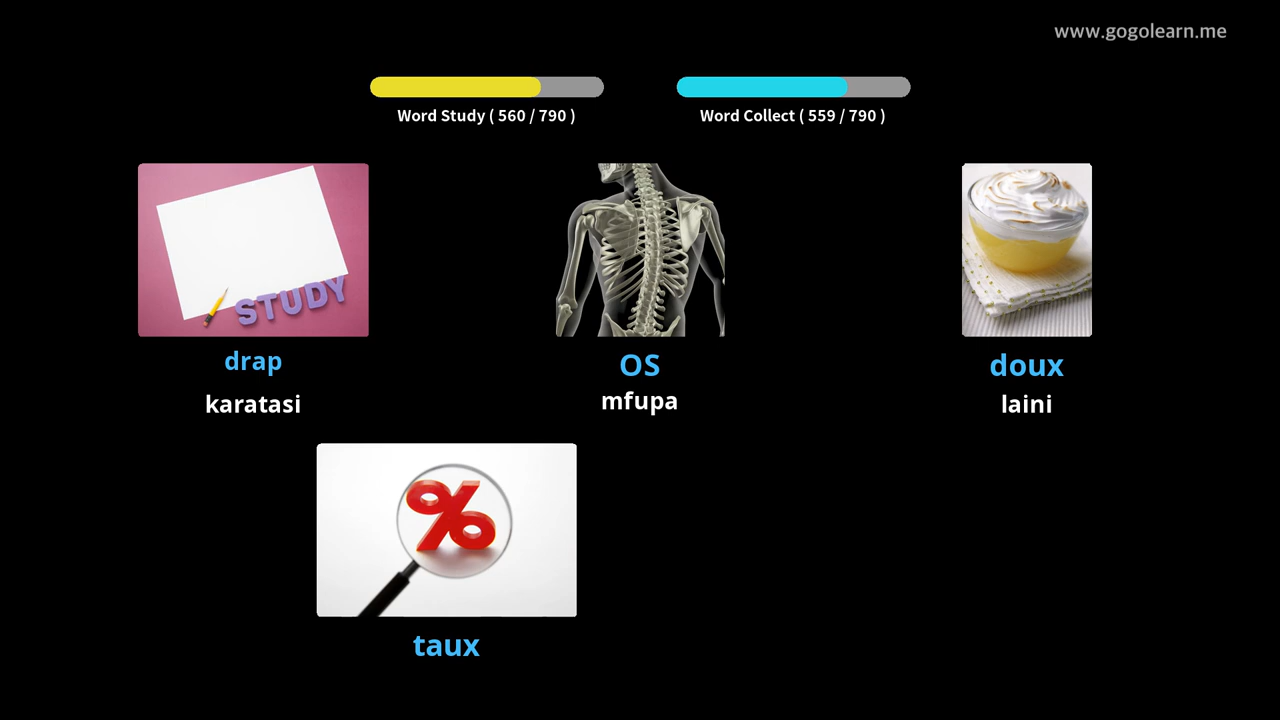 www.gogolearn.me
Word Study ( 560 / 790 )
Word Collect ( 559 / 790 )
STUDY
drap
karatasi
OS
mfupa
doux
laini
%
taux